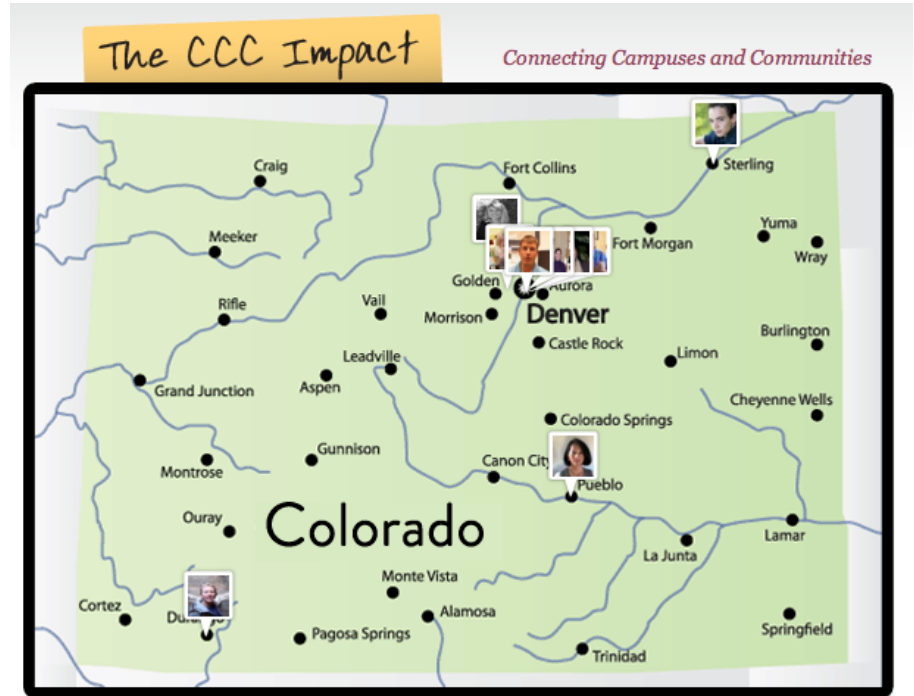 The CCC Impact
Connecting Campuses and Communities
Craig
Fort Collins
Sterling
Meeker
Fort Morgan
Yuma
Wray
Golden
Aurora
Rifle
Vail
Morrison
Denver
Burlington
Castle Rock
Limon
Leadville
Grand Junction
Aspen
Cheyenne Wells
Colorado Springs
Gunnison
Montrose
Canon City
Pueblo
Ouray
Colorado
La Junta
Lamar
Monte Vista
Cortez
Alamosa
Pagosa Springs
Springfield
Trinidad